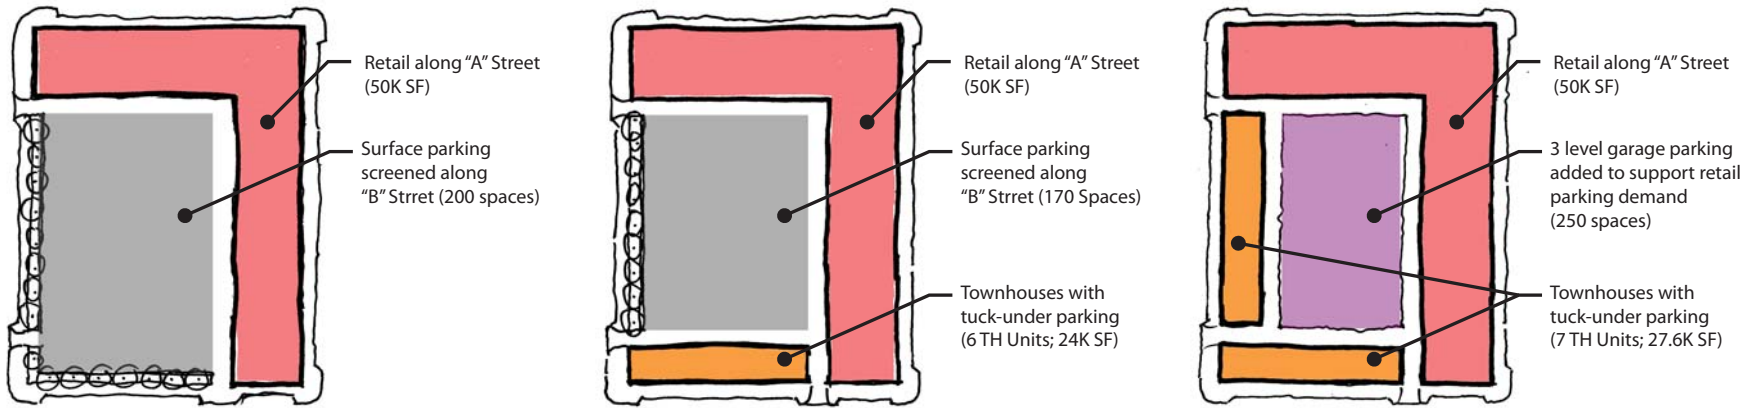 Retail along “A” Street
(50K SF)
Surface parking
screened along
“B” Strret (200 spaces)
Retail along “A” Street
(50K SF)
Surface parking
screened along
“B” Strret (170 Spaces)
Townhouses with
tuck-under parking
(6 TH Units; 24K SF)
Retail along “A” Street
(50K SF)
3 level garage parking
added to support retail
parking demand
(250 spaces)
Townhouses with
tuck-under parking
(7 TH Units; 27.6K SF)